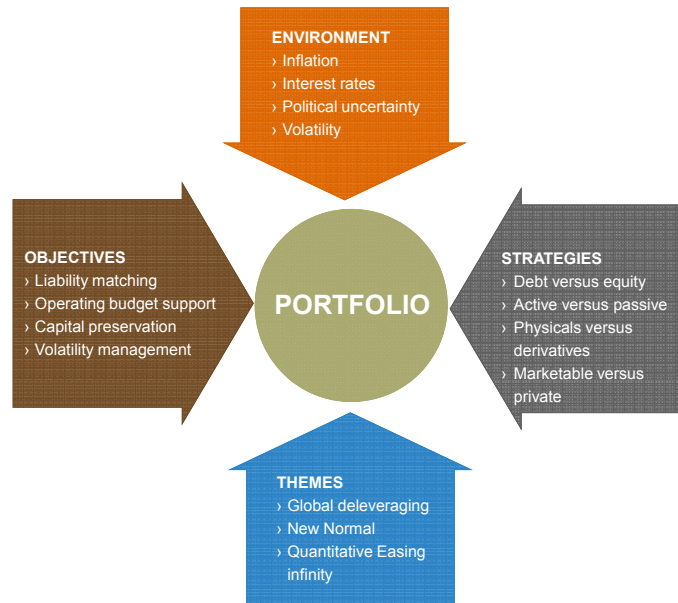 ENVIRONMENT
› Inflation
› Interest rates
› Political uncertainty
› Volatility
OBJECTIVES
› Liability matching
› Operating budget support
› Capital preservation
› Volatility management
PORTFOLIO
STRATEGIES
› Debt versus equity
› Active versus passive
› Physicals versus
derivatives
› Marketable versus
private
THEMES
› Global deleveraging
› New Normal
› Quantitative Easing
infinity